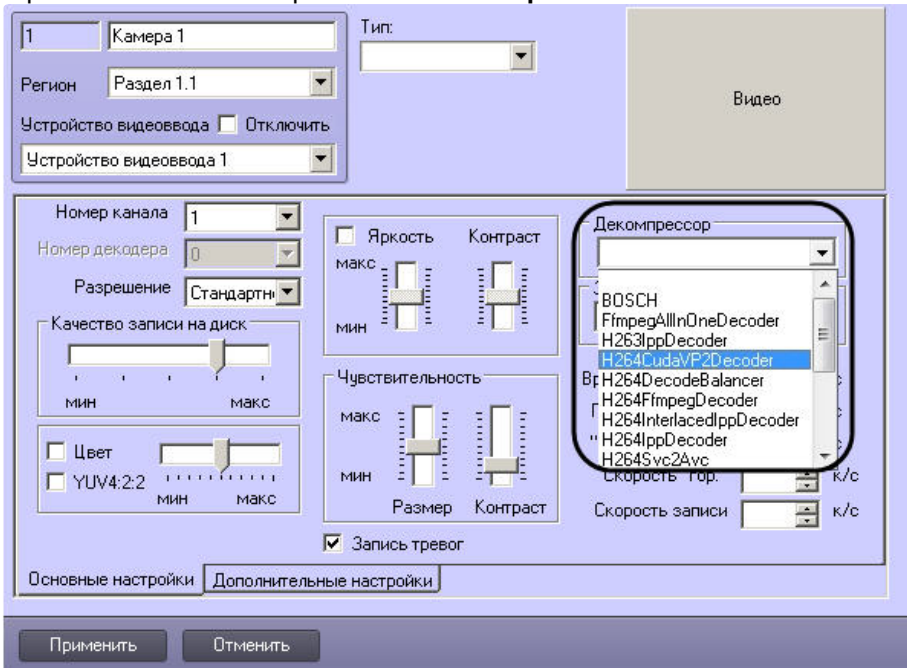 1
Камера 1
Тип:
Регион
Раздел 1.1
Видео
Устройство видеоввода
Отключить
Устройство видеоввода 1
Номер канала
1
Номер декодера
0
Разрешение
Стандартн
Качество записи на диск
мин
макс
Цвет
YUV4:2:2
мин
макс
Яркость
Контраст
макс
мин
Чувствительность
макс
мин
Размер
Контраст
Запись тревог
Декомпрессор
BOSCH
FfmpegAllInOneDecoder
H263IppDecoder
H264CudaVP2Decoder
H264DecodeBalancer
H264FfmpegDecoder
H264InterlacedIppDecoder
H264IppDecoder
H264Svc2Avc
к/с
Скорость записи
к/с
Основные настройки
Дополнительные настройки
Применить
Отменить